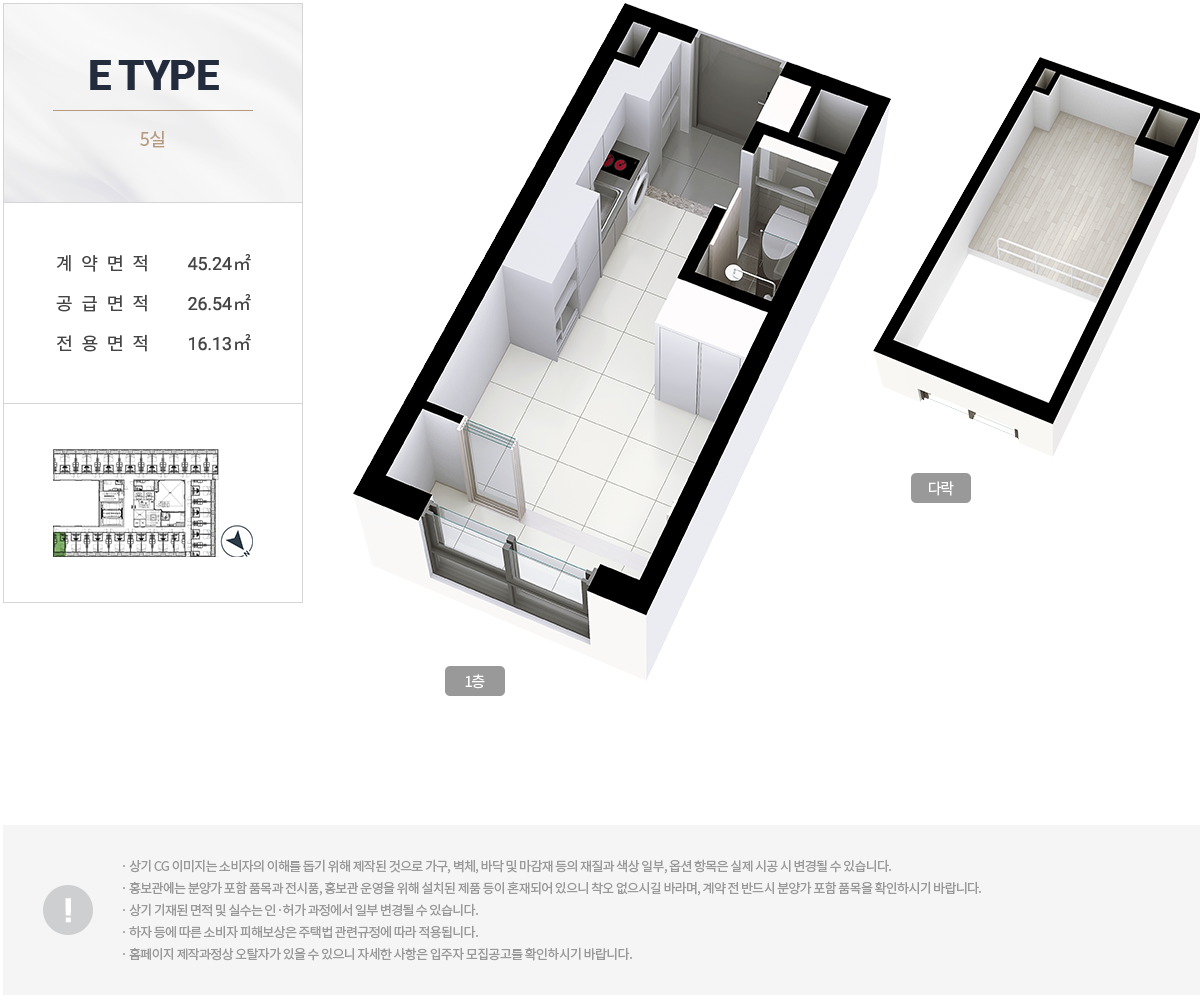 E TYPE
5실
계약면적 45.24㎡
공급면적 26.54㎡
전용면적 16.13㎡
N
1층
다락
!
· 상기 CG 이미지는 소비자의 이해를 돕기 위해 제작된 것으로 가구, 벽체, 바닥 및 마감재 등의 재질과 색상 일부, 옵션 항목은 실제 시공 시 변경될 수 있습니다.
· 홍보관에는 분양가 포함 품목과 전시품, 홍보관 운영을 위해 설치된 제품 등이 혼재되어 있으니 착오 없으시길 바라며, 계약 전 반드시 분양가 포함 품목을 확인하시기 바랍니다.
· 상기 기재된 면적 및 실수는 인·허가 과정에서 일부 변경될 수 있습니다.
· 하자 등에 따른 소비자 피해보상은 주택법 관련규정에 따라 적용됩니다.
· 홈페이지 제작과정상 오탈자가 있을 수 있으니 자세한 사항은 입주자 모집공고를 확인하시기 바랍니다.